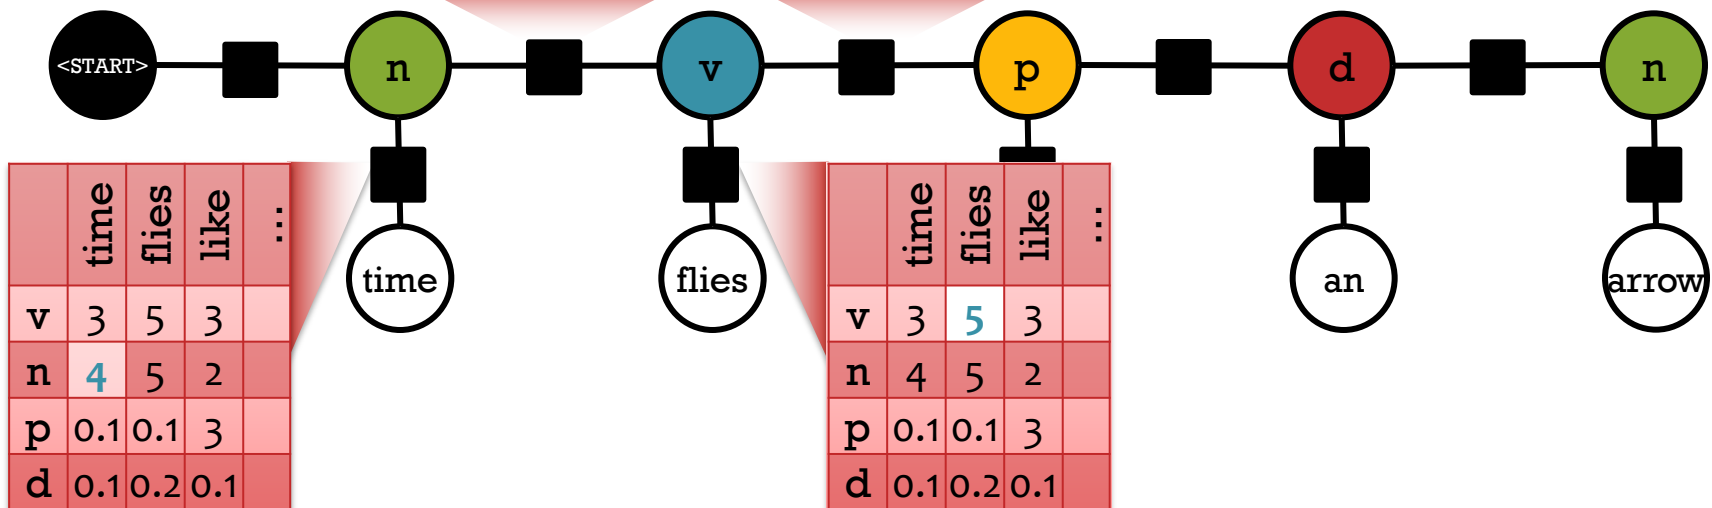 <START> n v p d n
time flies like ...
time flies like ...
time flies an arrow
v 3 5 3
n 4 5 2
p 0.1 0.1 3
d 0.1 0.2 0.1
v 3 5 3
n 4 5 2
p 0.1 0.1 3
d 0.1 0.2 0.1